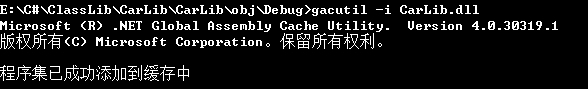 E:\C#\ClassLib\CarLib\CarLib\obj\Debug>gacutil -i CarLib.dll
Microsoft (R) .NET Global Assembly Cache Utility.  Version 4.0.30319.1
版权所有(C) Microsoft Corporation。保留所有权利。
程序集已成功添加到缓存中